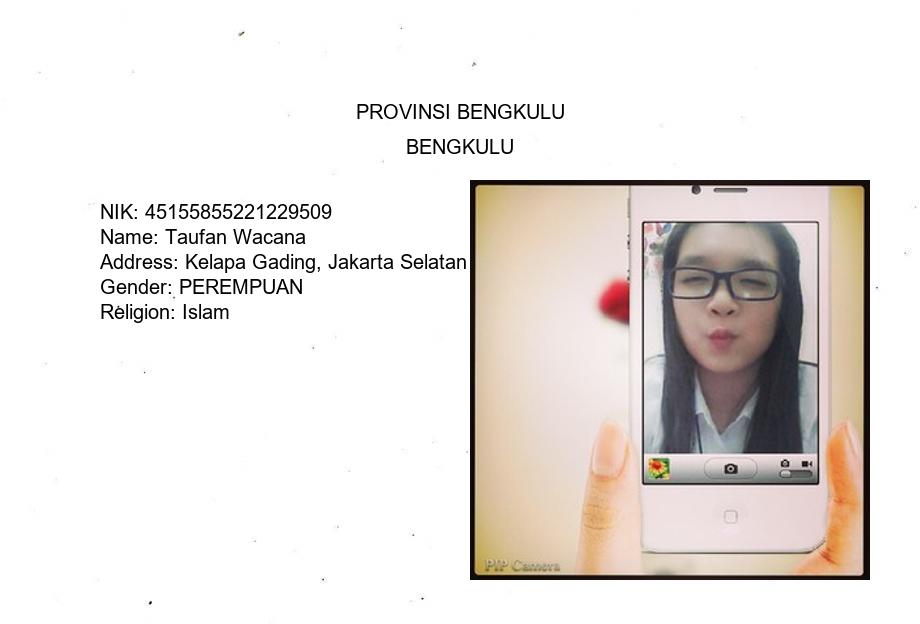 PROVINSI BENGKULU
BENGKULU
NIK: 45155855221229509
Name: Taufan Wacana
Address: Kelapa Gading, Jakarta Selatan
Gender: PEREMPUAN
Religion: Islam
PIP Camera